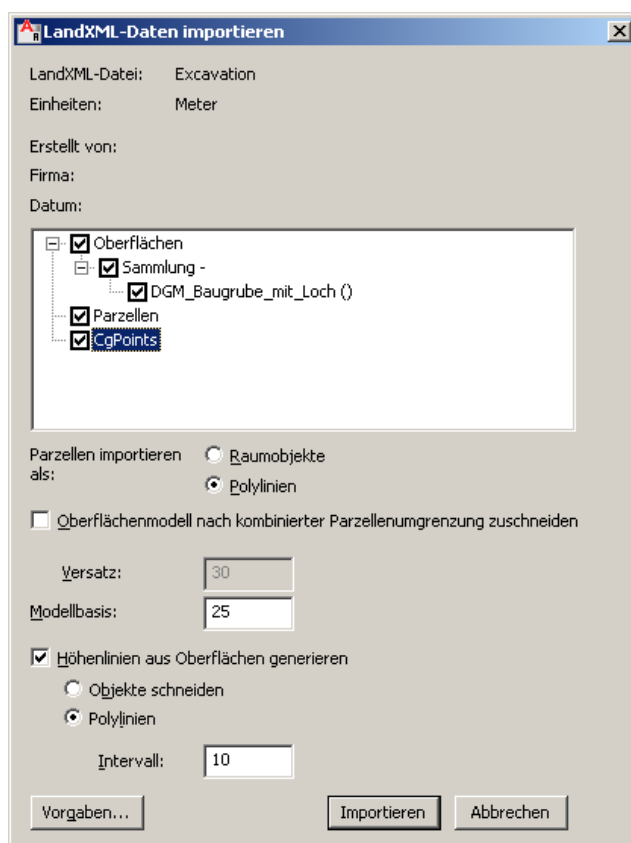 LandXML-Daten importieren
LandXML-Datei: Excavation
Einheiten: Meter
Erstellt von:
Firma:
Datum:
Oberflächen
Sammlung -
DGM_Baugrube_mit_Loch ()
Parzellen
CgPoints
Parzellen importieren als:
Raumobjekte
Polylinien
Oberflächenmodell nach kombinierter Parzellenumgrenzung zuschneiden
Versatz: 30
Modellbasis: 25
Höhenlinien aus Oberflächen generieren
Objekte schneiden
Polylinien
Intervall: 10
Vorgaben... Importieren Abbrechen